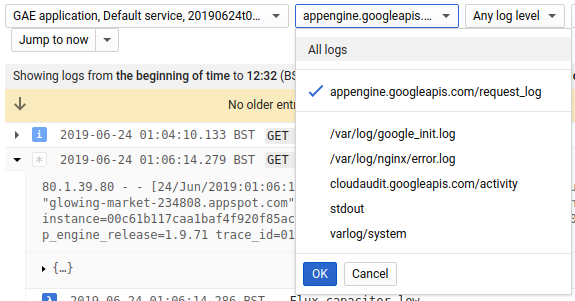 GAE application, Default service, 20190624t0...
appengine.googleapis....
Any log level
Jump to now
All logs
appengine.googleapis.com/request_log
/var/log/google_init.log
/var/log/nginx/error.log
cloudaudit.googleapis.com/activity
stdout
varlog/system
OK
Cancel
Showing logs from the beginning of time to 12:32 (BS
No older entr
i 2019-06-24 01:04:10.133 BST GET
* 2019-06-24 01:06:14.279 BST GET
80.1.39.80 - - [24/Jun/2019:01:06:1
"glowing-market-234808.appspot.com"
instance=00c61b117caa1baf4f920f85ac
p_engine_release=1.9.71 trace_id=01
{…}
2019-06-24 01:06:14.286 BST Flux capacitor low